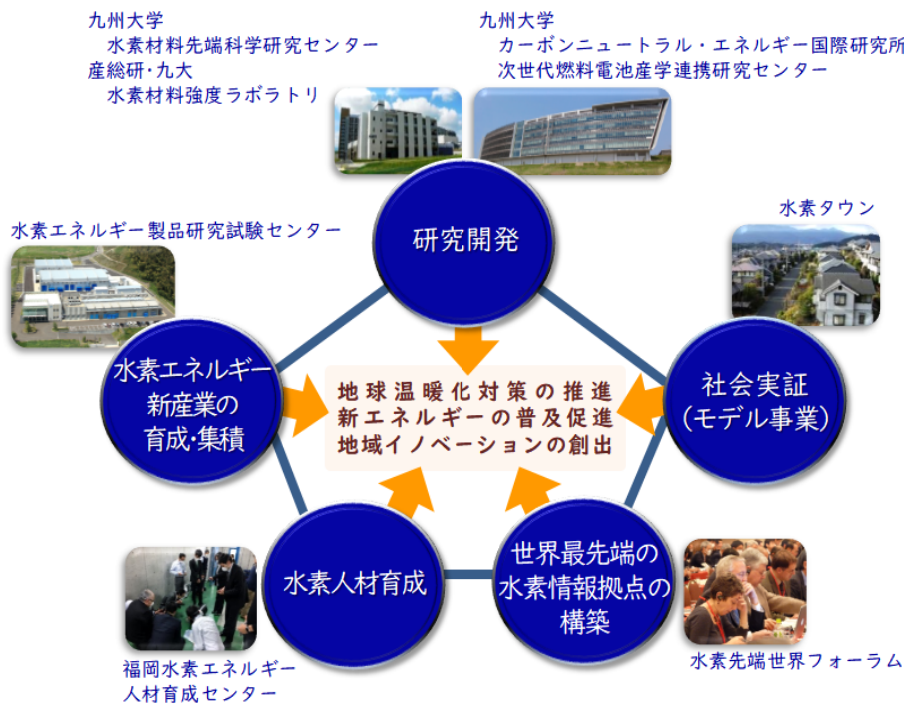 九州大学
水素材料先端科学研究センター
産総研・九大
水素材料強度ラボラトリ
九州大学
カーボンニュートラル・エネルギー国際研究所
次世代燃料電池産学連携研究センター
研究開発
水素エネルギー製品研究試験センター
水素タウン
水素エネルギー
新産業の
育成・集積
地球温暖化対策の推進
新エネルギーの普及促進
地域イノベーションの創出
社会実証
(モデル事業)
水素人材育成
世界最先端の
水素情報拠点の
構築
福岡水素エネルギー
人材育成センター
水素先端世界フォーラム